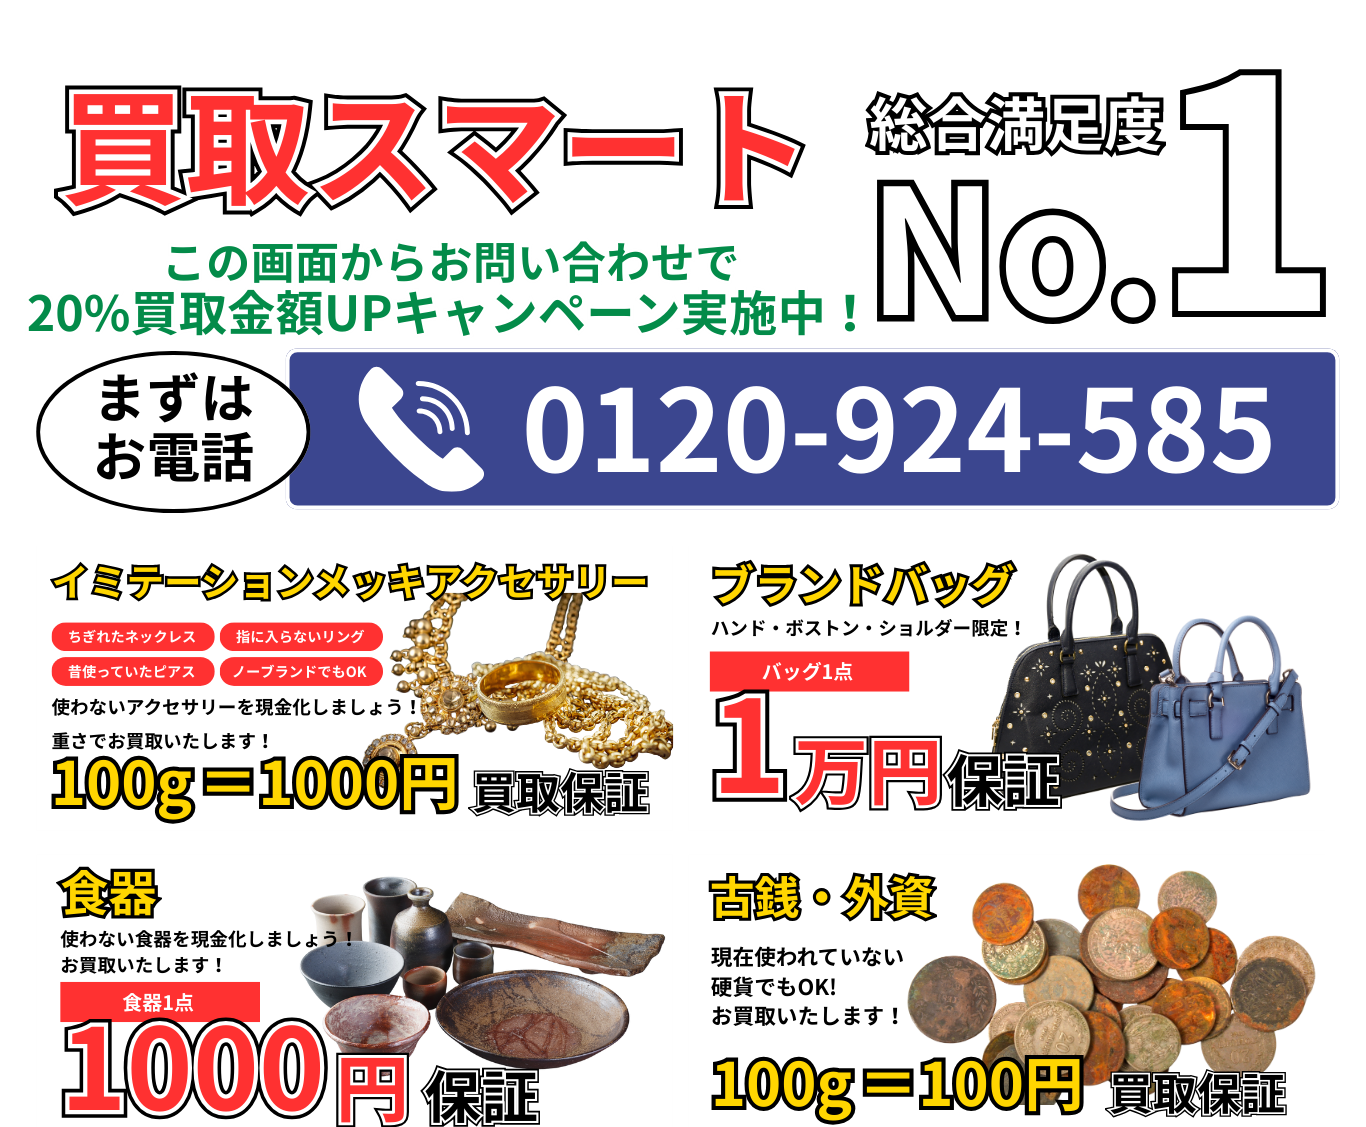 買取スマート
総合満足度
No.1
この画面からお問い合わせで
20%買取金額UPキャンペーン実施中！
まずは
お電話
0120-924-585
イミテーションメッキアクセサリー
ちぎれたネックレス
指に入らないリング
昔使っていたピアス
ノーブランドでもOK
使わないアクセサリーを現金化しましょう！
重さでお買取いたします！
100g＝1000円 買取保証
ブランドバッグ
ハンド・ボストン・ショルダー限定！
バッグ1点
1万円保証
食器
使わない食器を現金化しましょう！
お買取いたします！
食器1点
1000円 保証
古銭・外資
現在使われていない
硬貨でもOK!
お買取いたします！
100g＝100円 買取保証